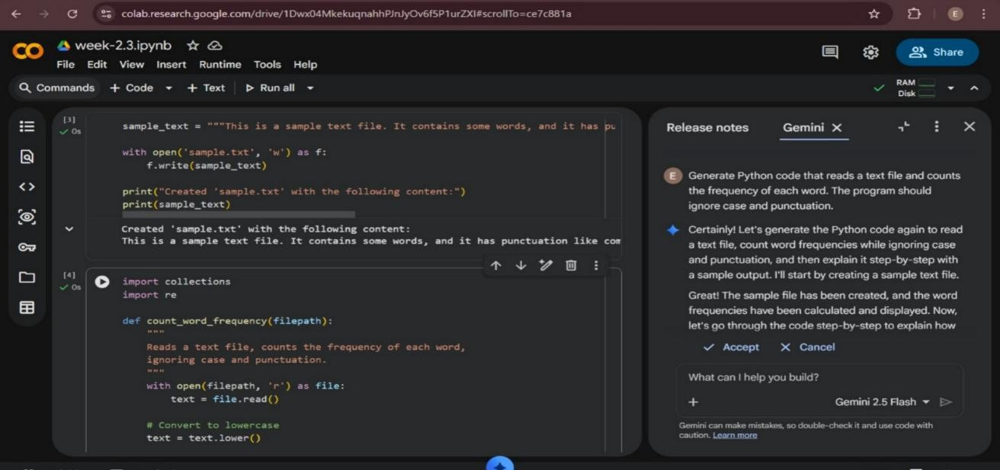 colab.research.google.com/drive/1Dwx04MkekuqnahhPJnJyOv6f5P1urZXI#scrollTo=ce7c881a
E
CO
week-2.3.ipynb
File Edit View Insert Runtime Tools Help
Share
Commands + Code + Text Run all
RAM
Disk
[3]
0s
sample_text = """This is a sample text file. It contains some words, and it has pu
with open('sample.txt', 'w') as f:
f.write(sample_text)
print("Created 'sample.txt' with the following content:")
print(sample_text)
Created 'sample.txt' with the following content:
This is a sample text file. It contains some words, and it has punctuation like com
[4]
0s
import collections
import re
def count_word_frequency(filepath):
"""
Reads a text file, counts the frequency of each word,
ignoring case and punctuation.
"""
with open(filepath, 'r') as file:
text = file.read()
# Convert to lowercase
text = text.lower()
Release notes Gemini
E
Generate Python code that reads a text file and counts
the frequency of each word. The program should
ignore case and punctuation.
Certainly! Let's generate the Python code again to read
a text file, count word frequencies while ignoring case
and punctuation, and then explain it step-by-step with
a sample output. I'll start by creating a sample text file.
Great! The sample file has been created, and the word
frequencies have been calculated and displayed. Now,
let's go through the code step-by-step to explain how
Accept Cancel
What can I help you build?
+ Gemini 2.5 Flash
Gemini can make mistakes, so double-check it and use code with
caution. Learn more